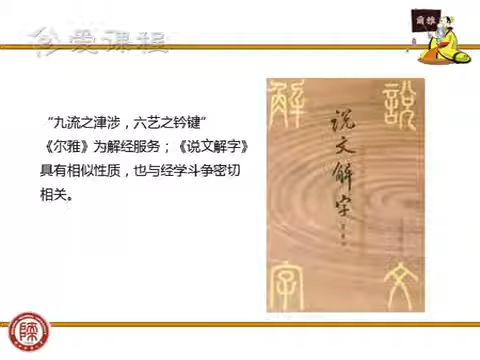 爱课程
爾雅
“九流之津涉，六艺之钤键”
《尔雅》为解经服务；《说文解字》
具有相似性质，也与经学斗争密切
相关。
解 說
字 文
说文解字